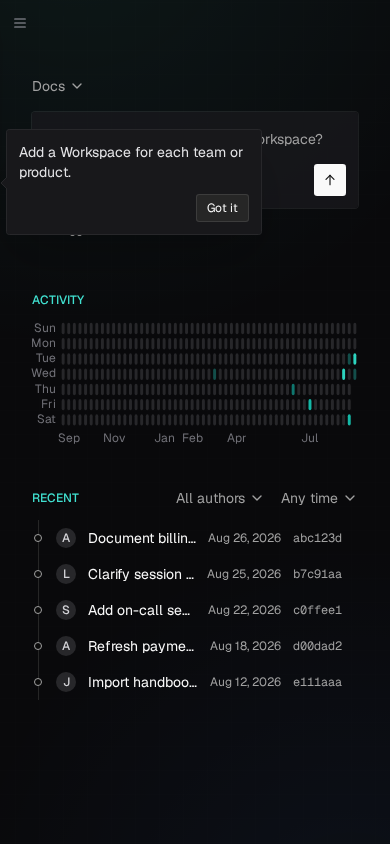 Docs
orkspace?
Add a Workspace for each team or
product.
Got it
ACTIVITY
Sun
Mon
Tue
Wed
Thu
Fri
Sat
Sep Nov Jan Feb Apr Jul
RECENT All authors Any time
A Document billin... Aug 26, 2026 abc123d
L Clarify session ... Aug 25, 2026 b7c91aa
S Add on-call se... Aug 22, 2026 c0ffee1
A Refresh payme... Aug 18, 2026 d00dad2
J Import handboo... Aug 12, 2026 e111aaa